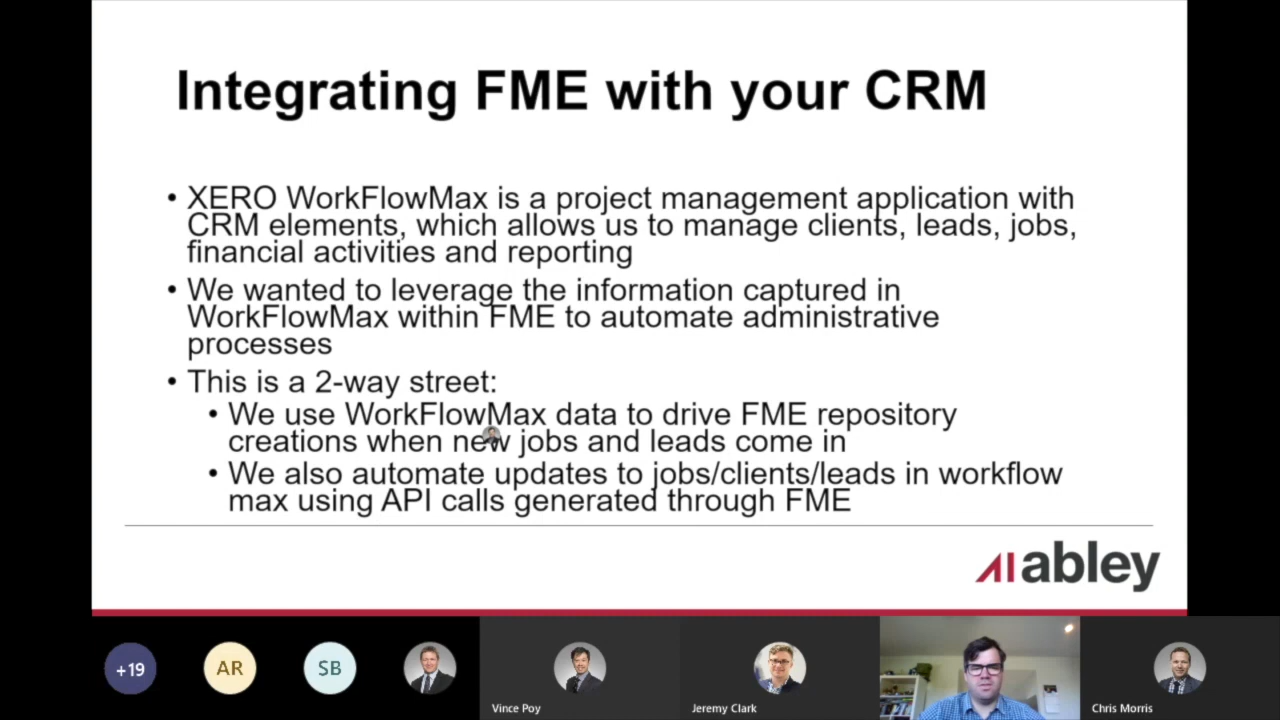 Integrating FME with your CRM
• XERO WorkFlowMax is a project management application with
CRM elements, which allows us to manage clients, leads, jobs,
financial activities and reporting
• We wanted to leverage the information captured in
WorkFlowMax within FME to automate administrative
processes
• This is a 2-way street:
• We use WorkFlowMax data to drive FME repository
creations when new jobs and leads come in
• We also automate updates to jobs/clients/leads in workflow
max using API calls generated through FME
abley
+19
AR
SB
Vince Poy
Jeremy Clark
Chris Morris